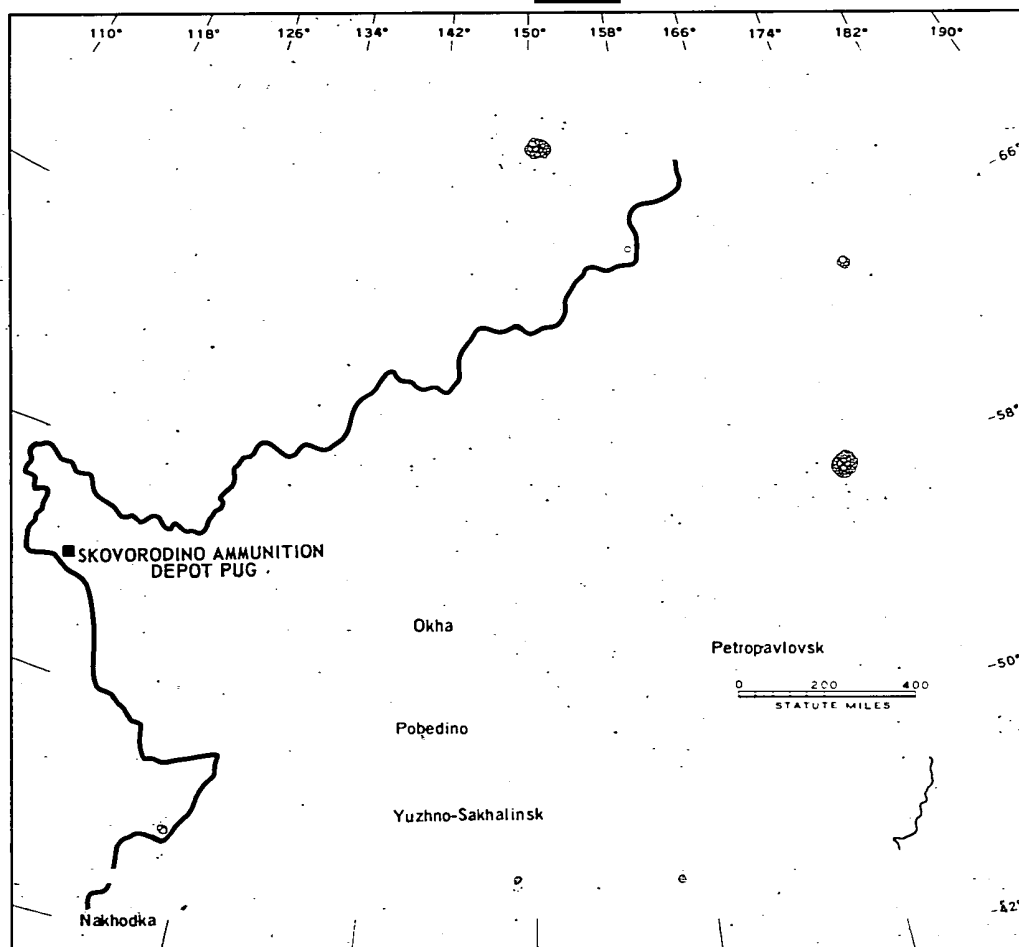 110° 118° 126° 134° 142° 150° 158° 166° 174° 182° 190°
66°
58°
SKOVORODINO AMMUNITION
DEPOT PUG
Okha
Petropavlovsk
50°
0 200 400
STATUTE MILES
Pobedino
Yuzhno-Sakhalinsk
42°
Nakhodka